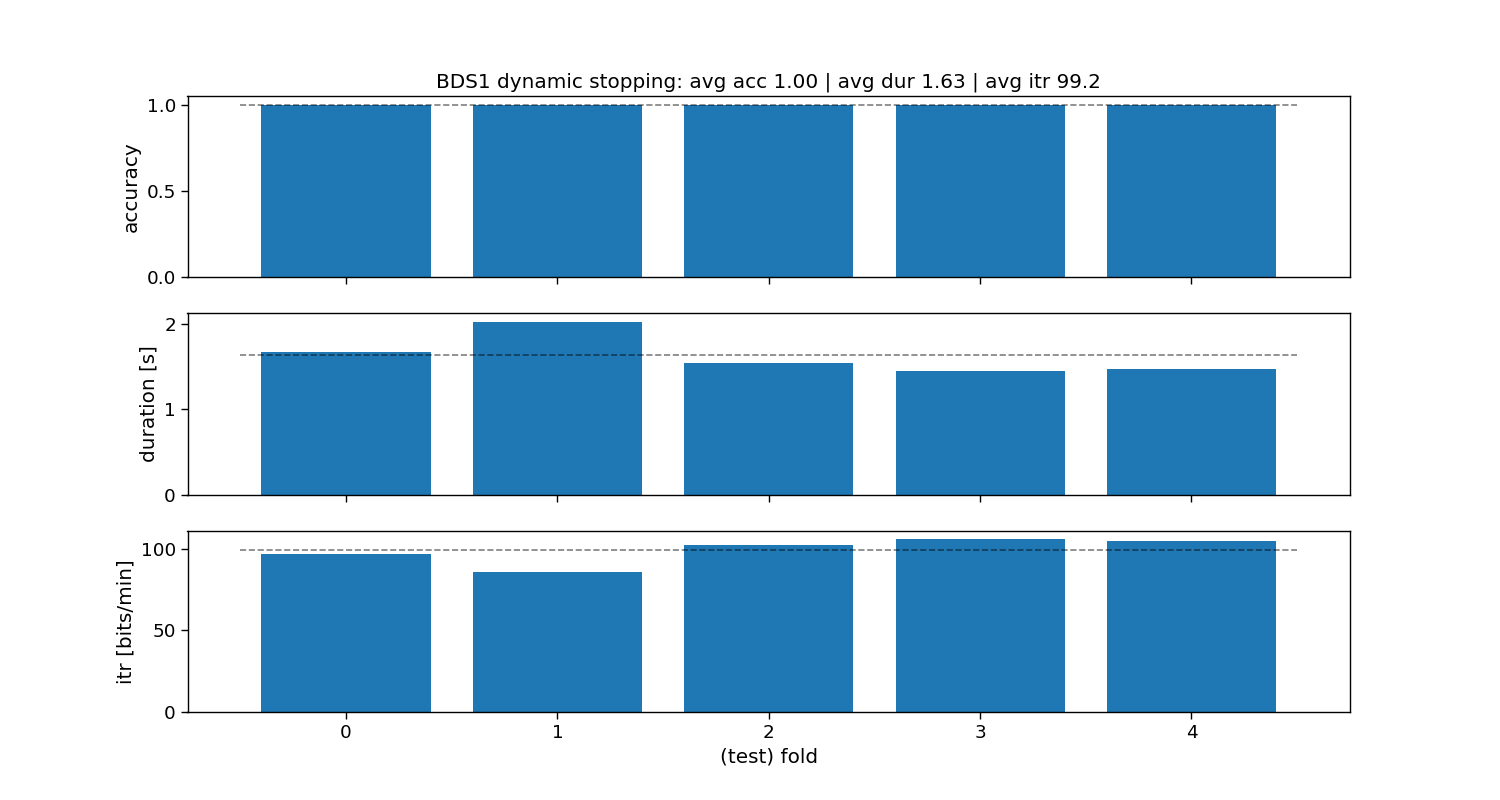 BDS1 dynamic stopping: avg acc 1.00 | avg dur 1.63 | avg itr 99.2
1.0
0.5
0.0
accuracy
2
1
0
duration [s]
100
50
0
itr [bits/min]
0 1 2 3 4
(test) fold